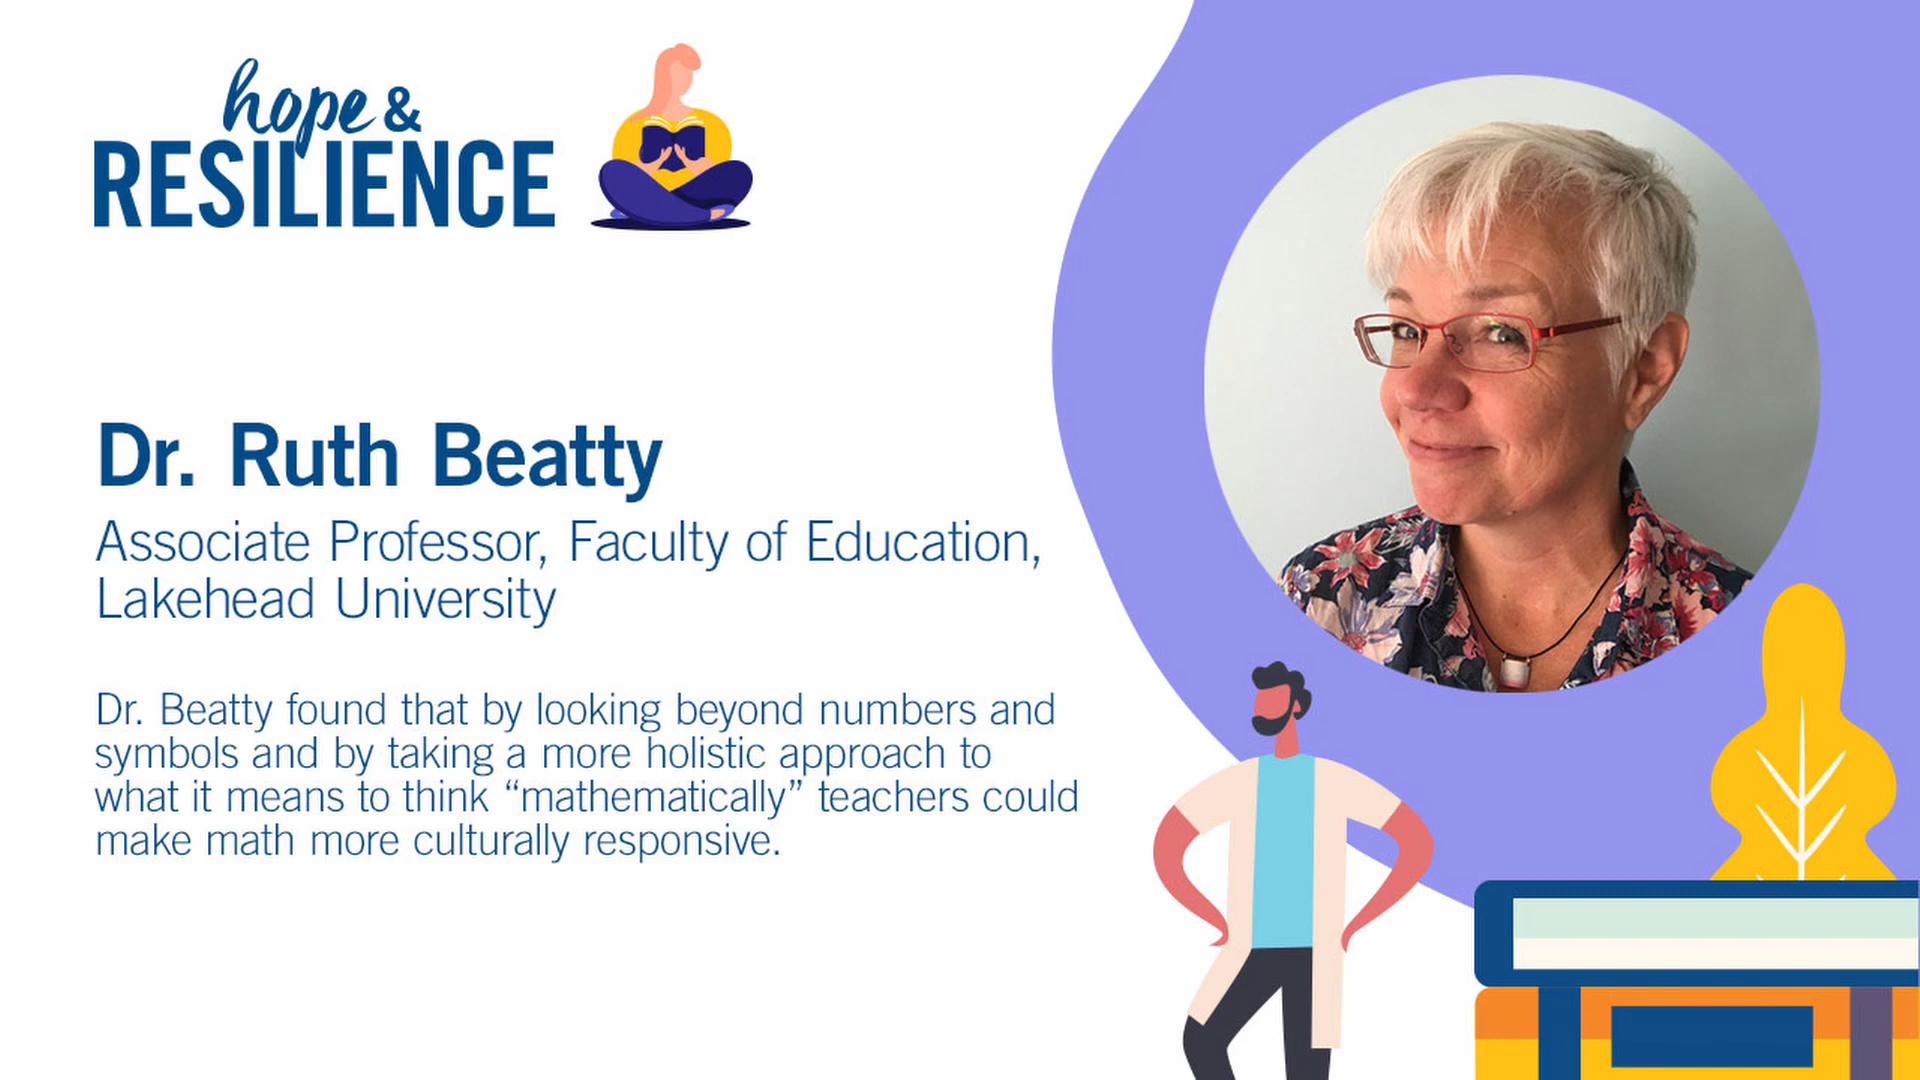 hope &
RESILIENCE
Dr. Ruth Beatty
Associate Professor, Faculty of Education,
Lakehead University
Dr. Beatty found that by looking beyond numbers and
symbols and by taking a more holistic approach to
what it means to think “mathematically” teachers could
make math more culturally responsive.